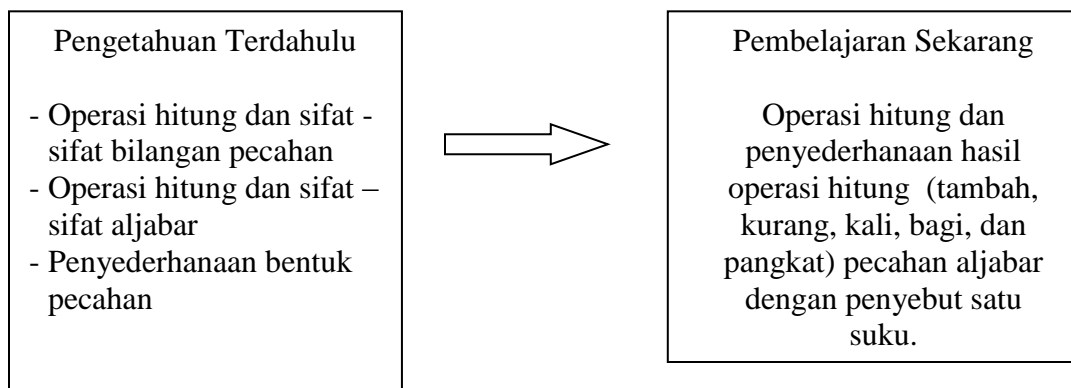 Pengetahuan Terdahulu
- Operasi hitung dan sifat -
sifat bilangan pecahan
- Operasi hitung dan sifat –
sifat aljabar
- Penyederhanaan bentuk
pecahan
Pembelajaran Sekarang
Operasi hitung dan
penyederhanaan hasil
operasi hitung (tambah,
kurang, kali, bagi, dan
pangkat) pecahan aljabar
dengan penyebut satu
suku.